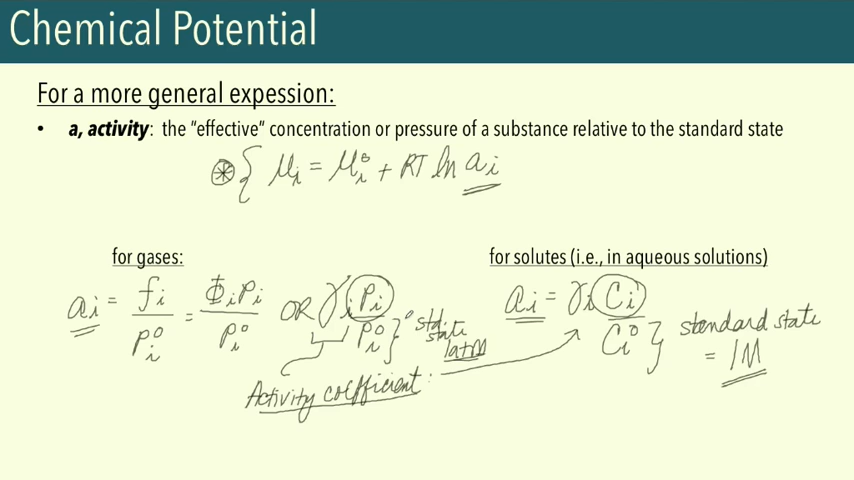 Chemical Potential
For a more general expession:
• a, activity: the "effective" concentration or pressure of a substance relative to the standard state
⊛ { μi = μi° + RT ln ai
for gases:
ai = fi / Pi° = Φi Pi / Pi° OR γi Pi / Pi° } ° std. state 1atm
Activity coefficient:
for solutes (i.e., in aqueous solutions)
ai = γi Ci / Ci° } standard state
= 1M